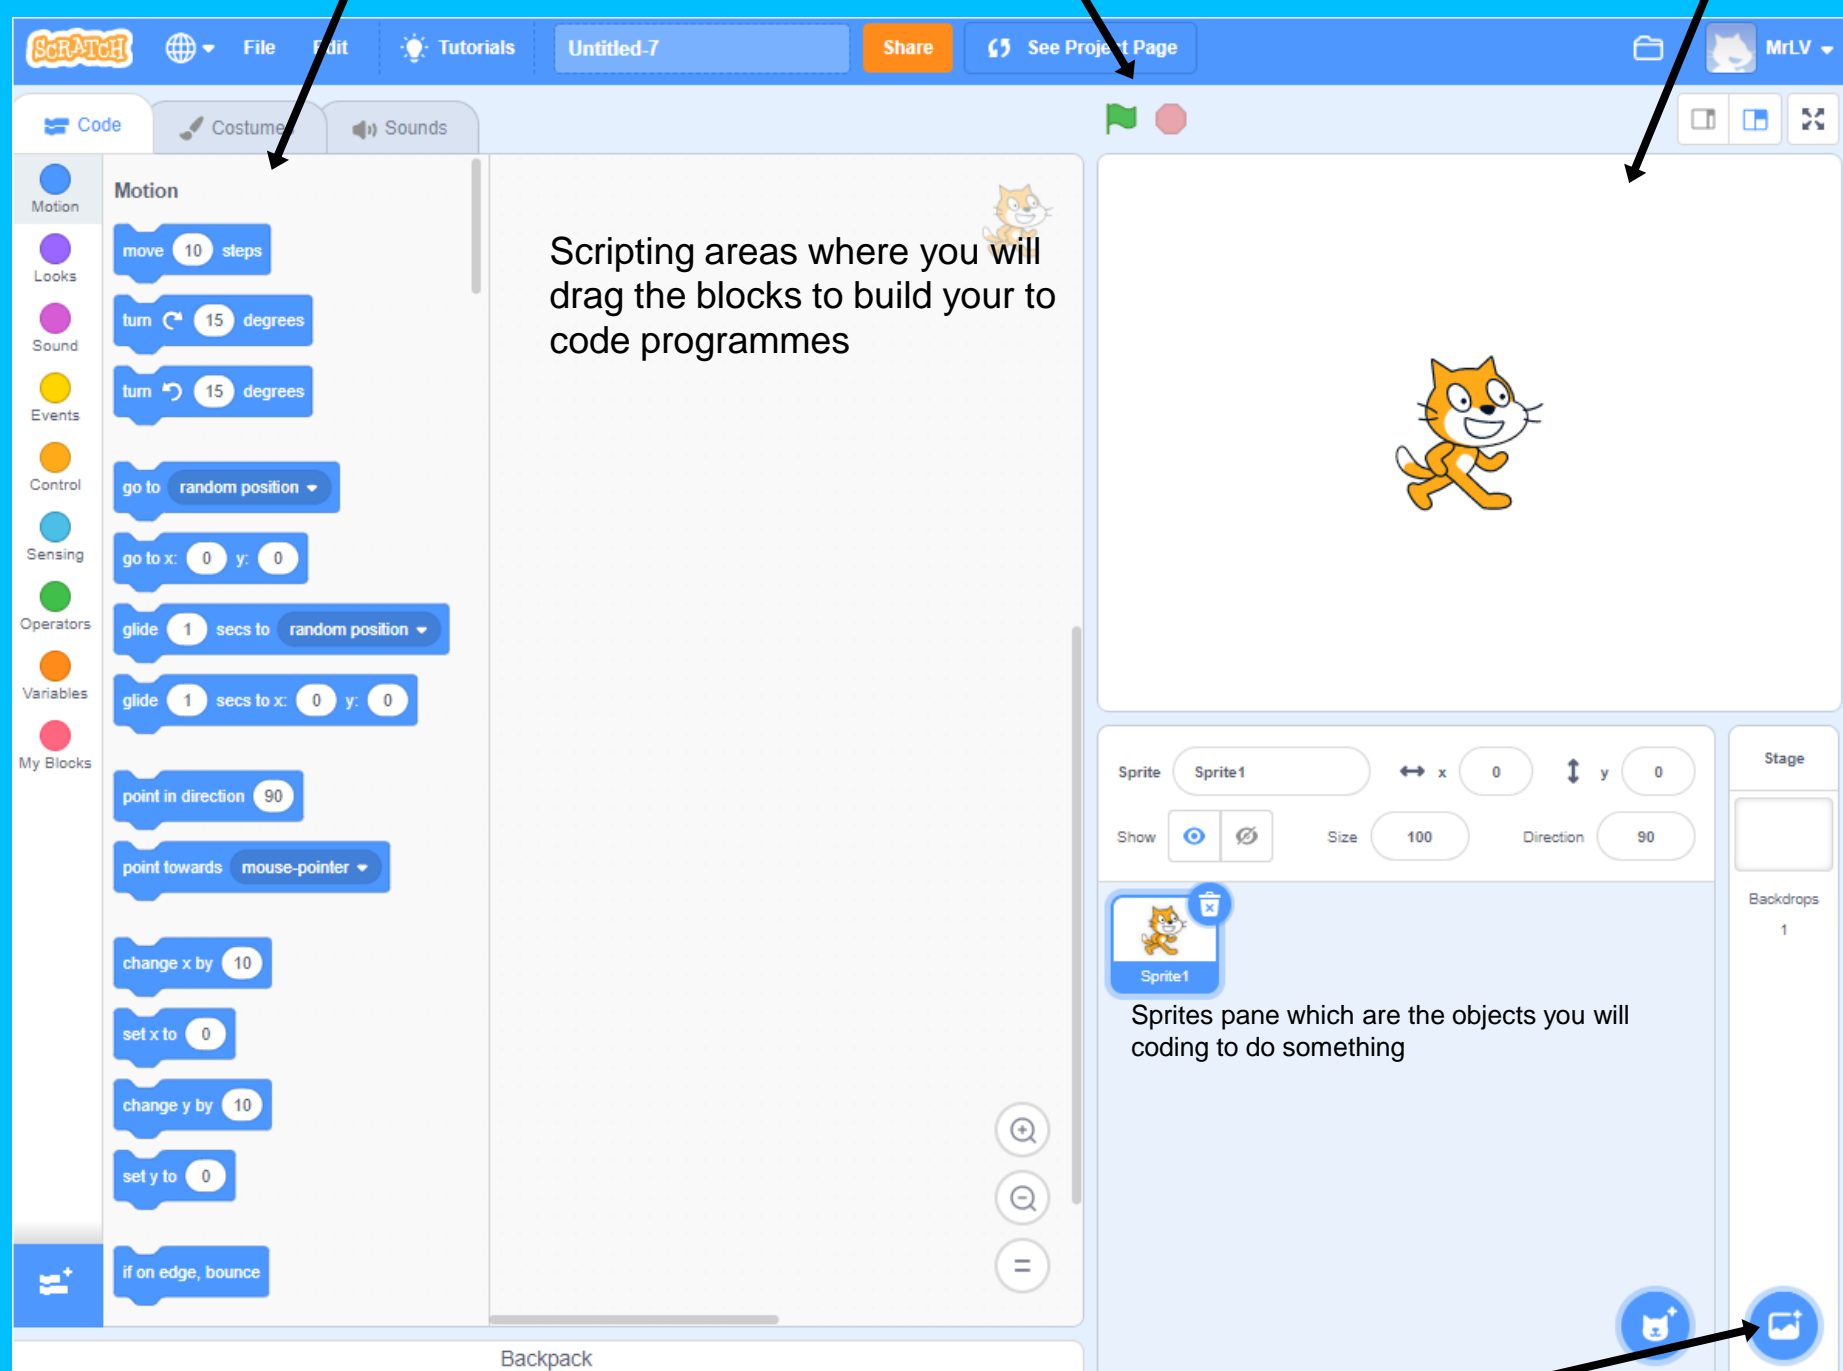 SCRATCH File Edit Tutorials Untitled-7 Share See Project Page MrLV
Code Costumes Sounds
Motion
Looks
Sound
Events
Control
Sensing
Operators
Variables
My Blocks
Motion
move 10 steps
turn 15 degrees
turn 15 degrees
go to random position
go to x: 0 y: 0
glide 1 secs to random position
glide 1 secs to x: 0 y: 0
point in direction 90
point towards mouse-pointer
change x by 10
set x to 0
change y by 10
set y to 0
if on edge, bounce
Scripting areas where you will
drag the blocks to build your to
code programmes
Backpack
Sprite Sprite1 x 0 y 0
Show Size 100 Direction 90
Sprite1
Sprites pane which are the objects you will
coding to do something
Stage
Backdrops
1